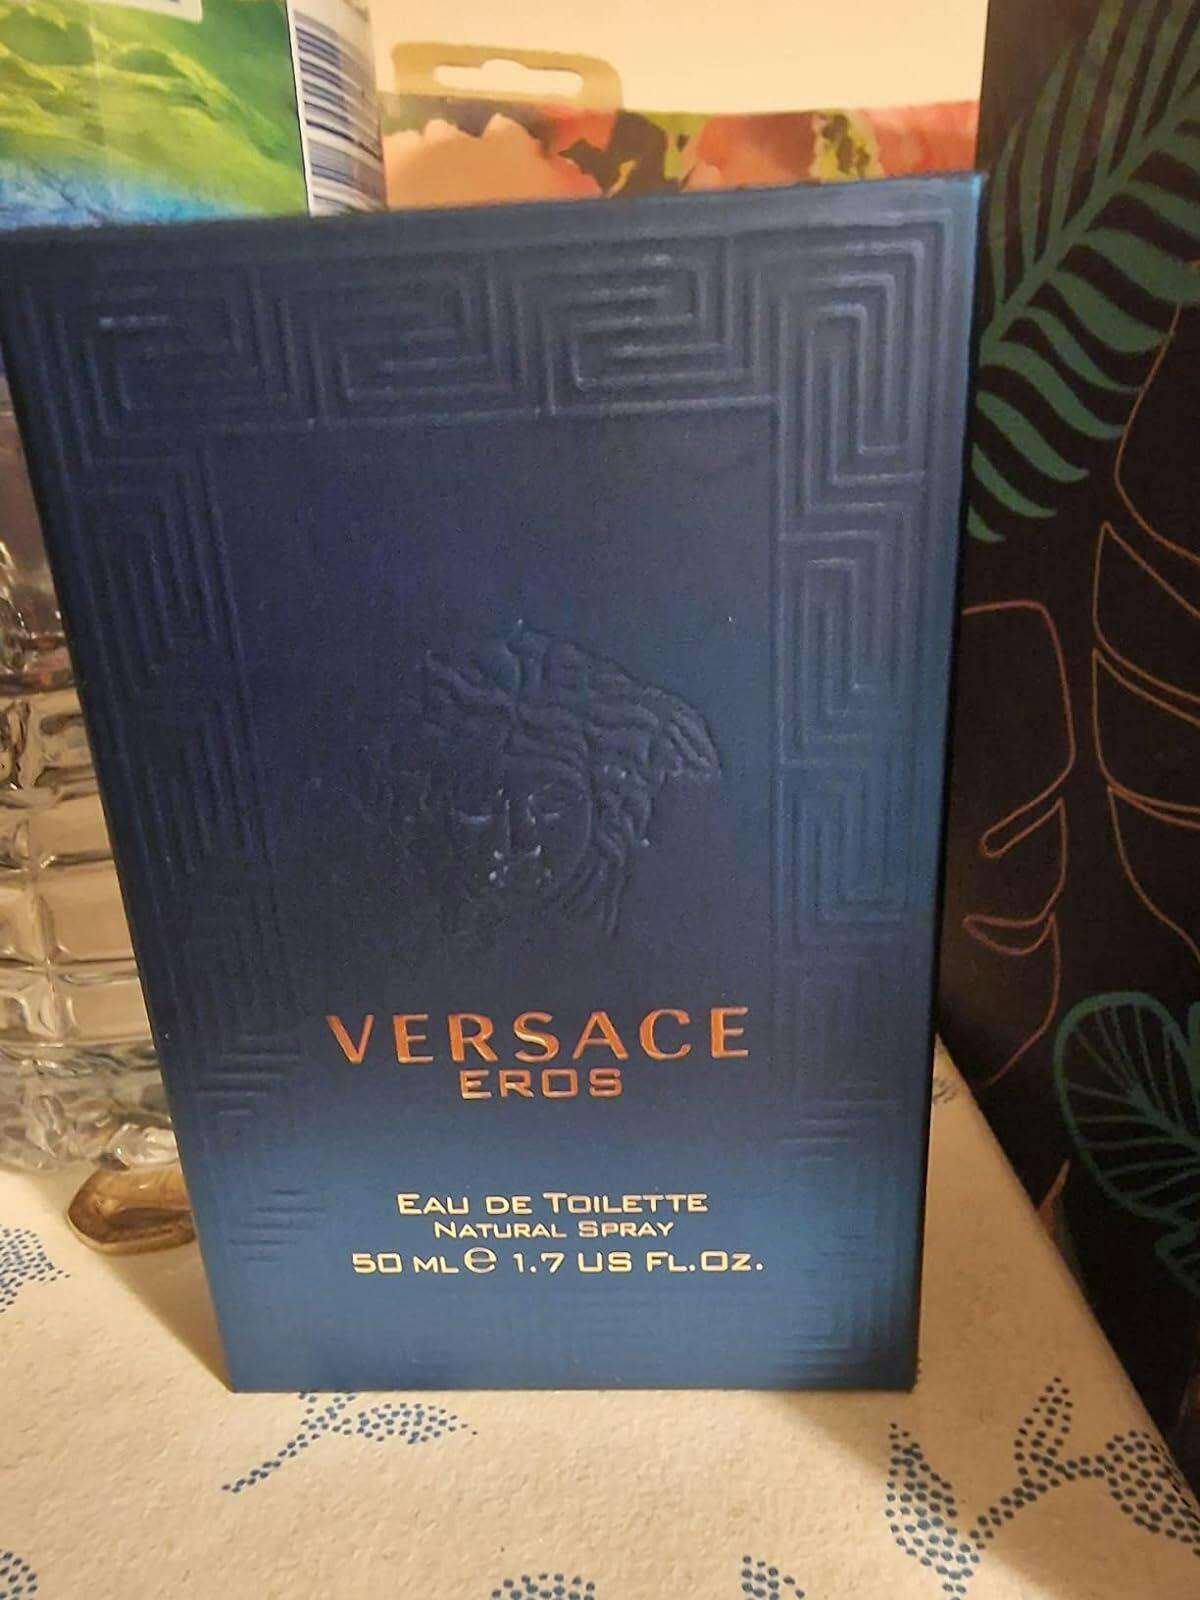 VERSACE
EROS
EAU DE TOILETTE
NATURAL SPRAY
50 ML ℮ 1.7 US FL.OZ.